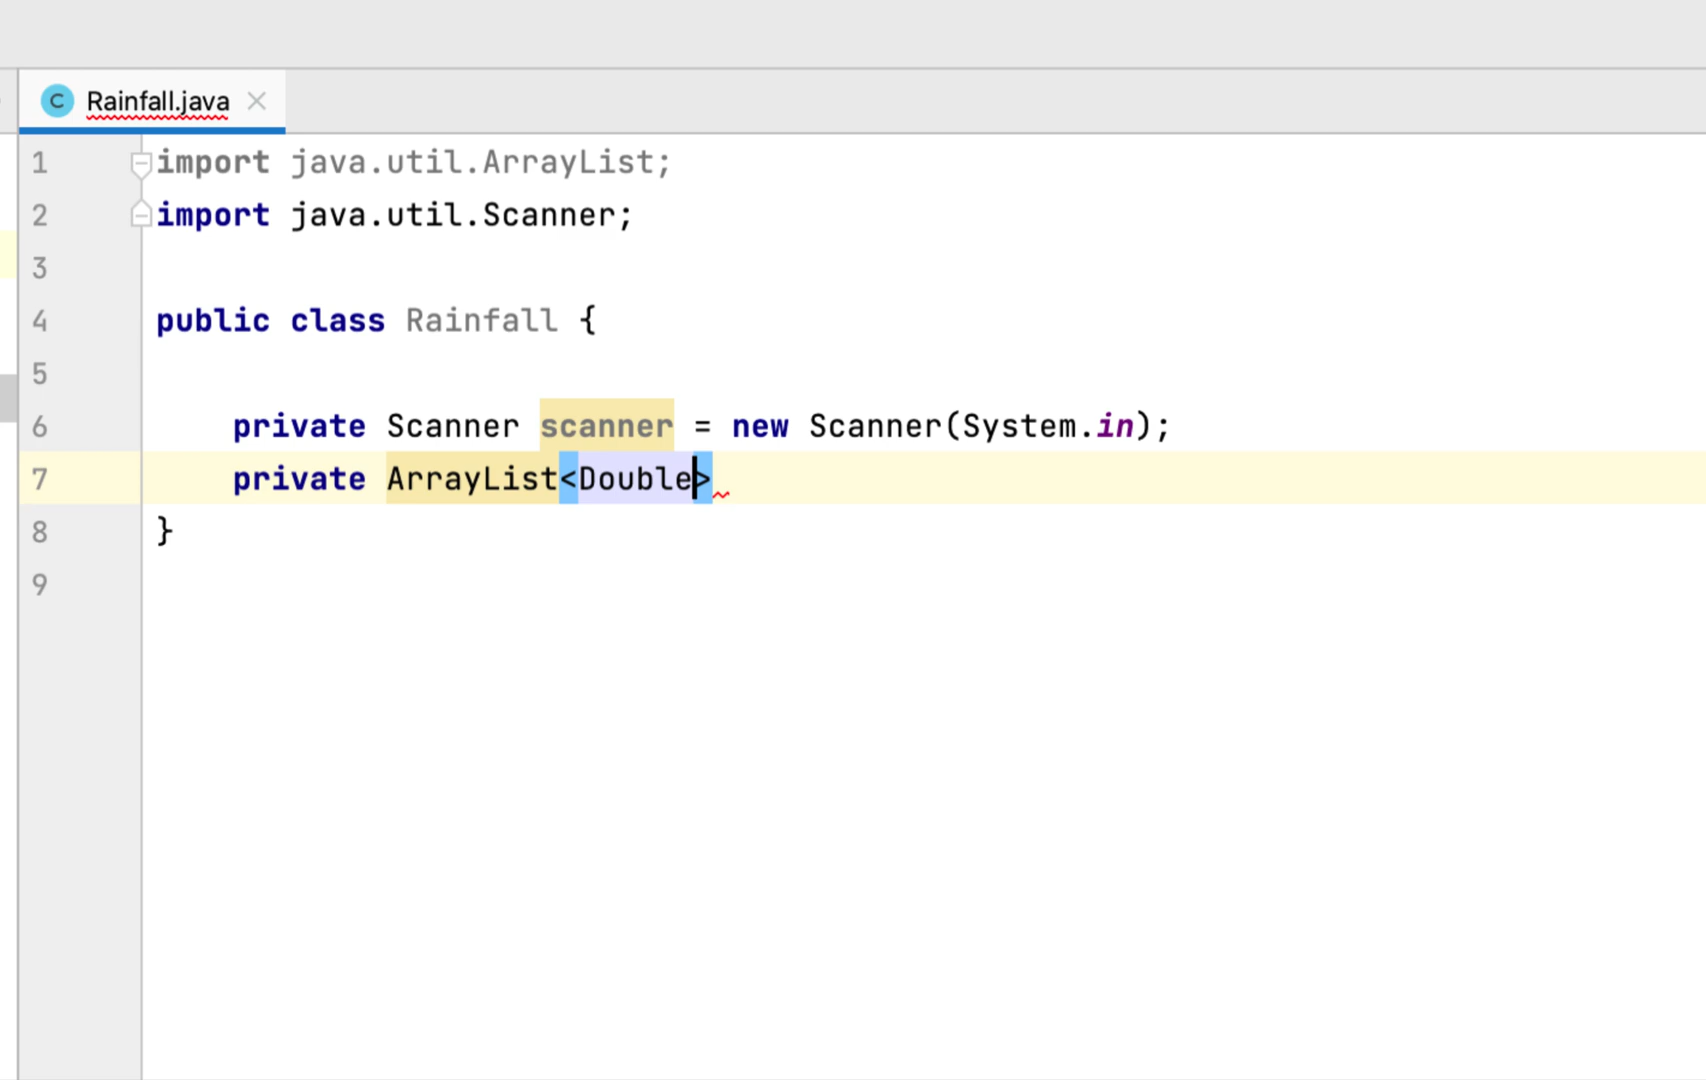 C Rainfall.java
1 import java.util.ArrayList;
2 import java.util.Scanner;
3
4 public class Rainfall {
5
6 private Scanner scanner = new Scanner(System.in);
7 private ArrayList<Double>
8 }
9